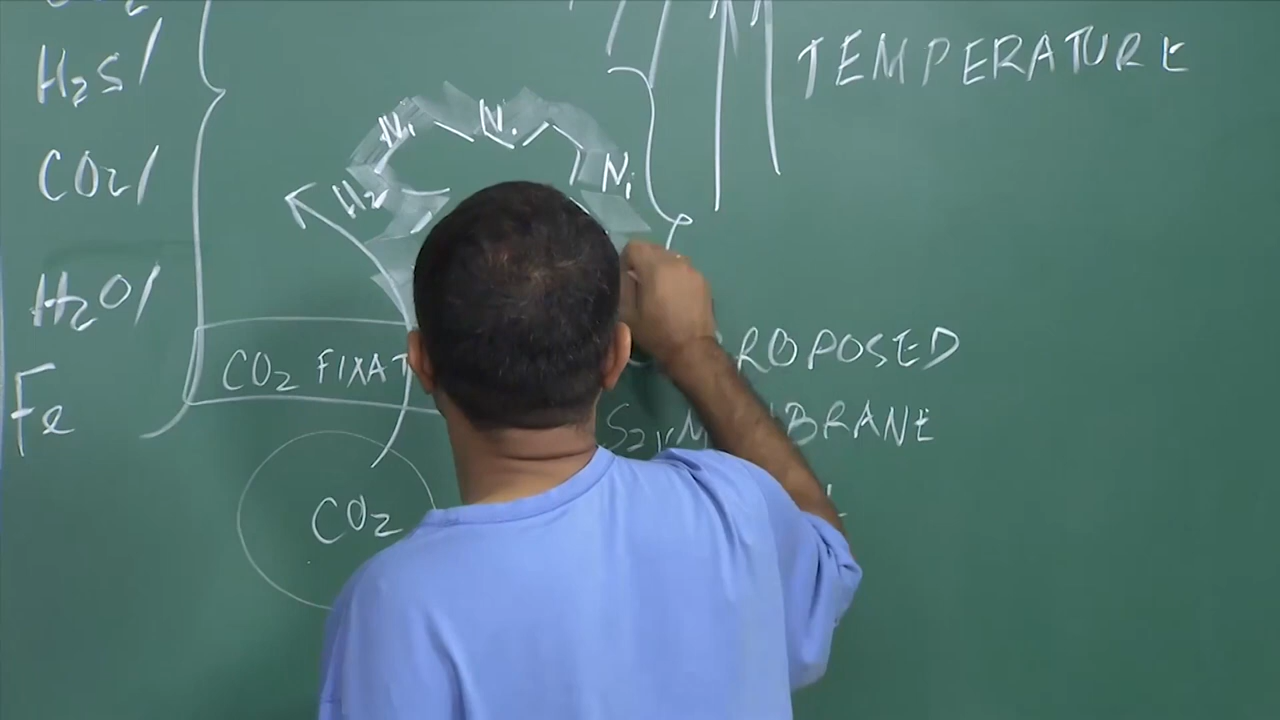 H₂S/
CO₂/
H₂O/
Fe
Ni
Ni
Ni
H₂
TEMPERATURE
CO₂ FIXAT
CO₂
ROPOSED
BRANE